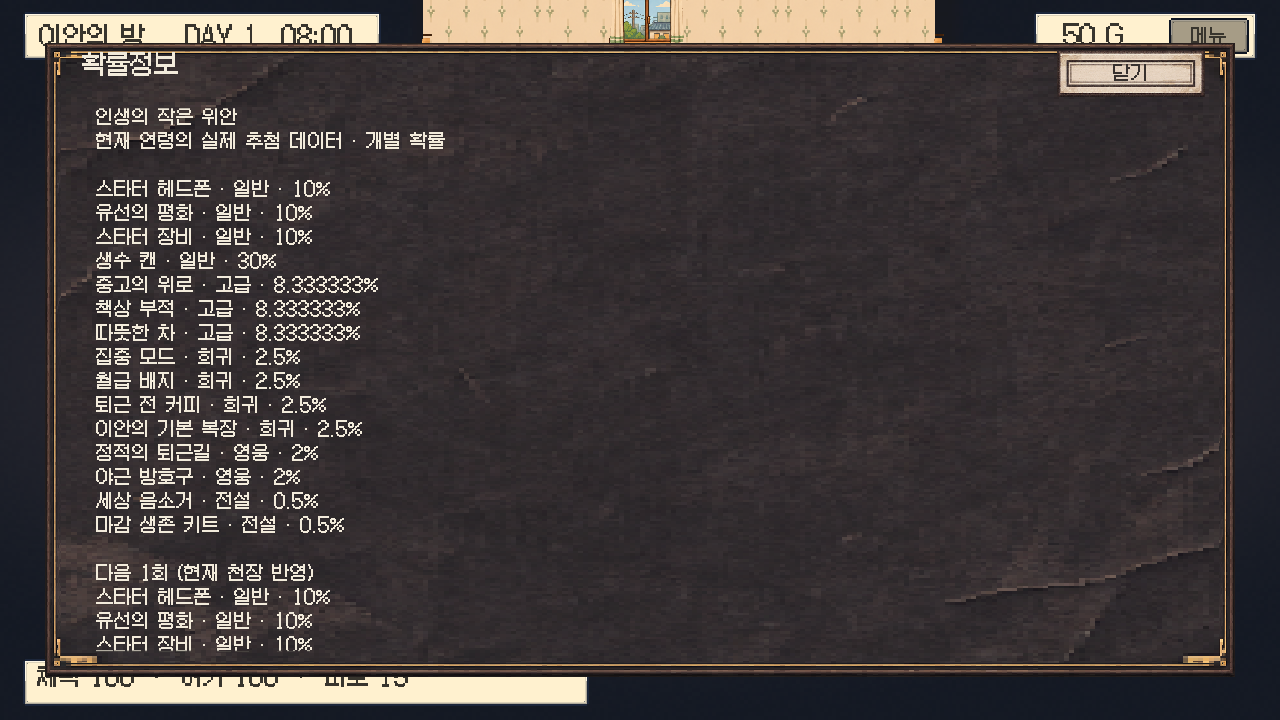 이안의 방 DAY 1 08:00
50 G
메뉴
확률정보
닫기
인생의 작은 위안
현재 연령의 실제 추첨 데이터 · 개별 확률
스타터 헤드폰 · 일반 · 10%
유선의 평화 · 일반 · 10%
스타터 장비 · 일반 · 10%
생수 캔 · 일반 · 30%
중고의 위로 · 고급 · 8.333333%
책상 부적 · 고급 · 8.333333%
따뜻한 차 · 고급 · 8.333333%
집중 모드 · 희귀 · 2.5%
월급 배지 · 희귀 · 2.5%
퇴근 전 커피 · 희귀 · 2.5%
이안의 기본 복장 · 희귀 · 2.5%
정적의 퇴근길 · 영웅 · 2%
야근 방호구 · 영웅 · 2%
세상 음소거 · 전설 · 0.5%
마감 생존 키트 · 전설 · 0.5%
다음 1회 (현재 천장 반영)
스타터 헤드폰 · 일반 · 10%
유선의 평화 · 일반 · 10%
스타터 장비 · 일반 · 10%
체력 100 · 허기 100 · 피로 15